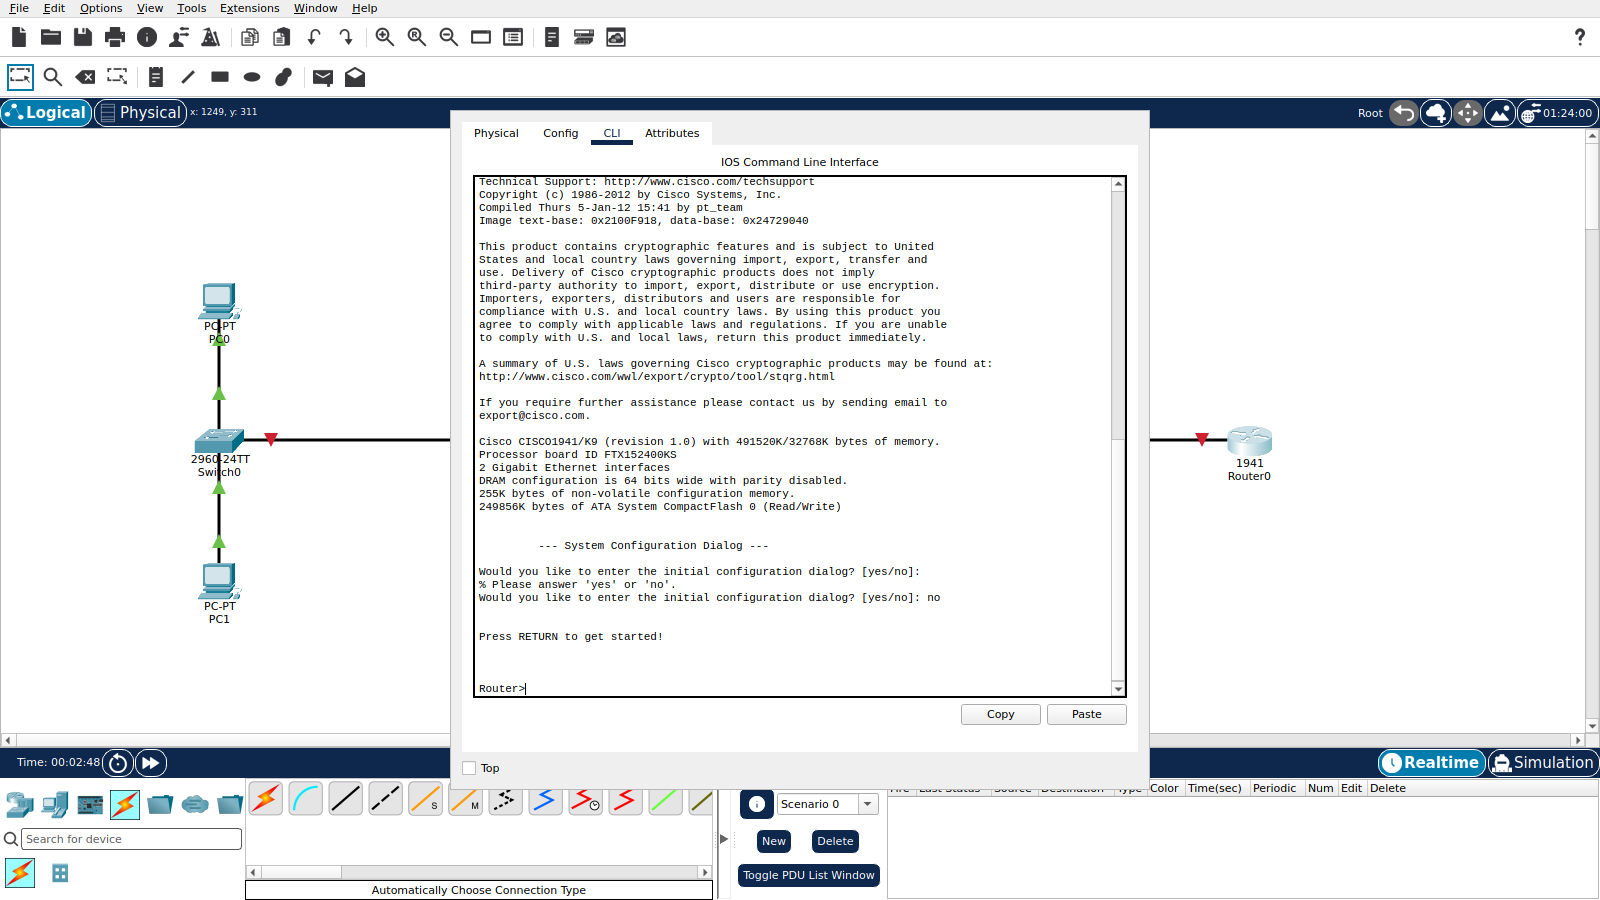 File Edit Options View Tools Extensions Window Help
Logical Physical x: 1249, y: 311 Root 01:24:00
Physical Config CLI Attributes
IOS Command Line Interface
Technical Support: http://www.cisco.com/techsupport
Copyright (c) 1986-2012 by Cisco Systems, Inc.
Compiled Thurs 5-Jan-12 15:41 by pt_team
Image text-base: 0x2100F918, data-base: 0x24729040
This product contains cryptographic features and is subject to United
States and local country laws governing import, export, transfer and
use. Delivery of Cisco cryptographic products does not imply
third-party authority to import, export, distribute or use encryption.
Importers, exporters, distributors and users are responsible for
compliance with U.S. and local country laws. By using this product you
agree to comply with applicable laws and regulations. If you are unable
to comply with U.S. and local laws, return this product immediately.
A summary of U.S. laws governing Cisco cryptographic products may be found at:
http://www.cisco.com/wwl/export/crypto/tool/stqrg.html
If you require further assistance please contact us by sending email to
export@cisco.com.
Cisco CISCO1941/K9 (revision 1.0) with 491520K/32768K bytes of memory.
Processor board ID FTX152400KS
2 Gigabit Ethernet interfaces
DRAM configuration is 64 bits wide with parity disabled.
255K bytes of non-volatile configuration memory.
249856K bytes of ATA System CompactFlash 0 (Read/Write)
--- System Configuration Dialog ---
Would you like to enter the initial configuration dialog? [yes/no]:
% Please answer 'yes' or 'no'.
Would you like to enter the initial configuration dialog? [yes/no]: no
Press RETURN to get started!
Router>
Copy Paste
Top
PC-PT
PC0
2960-24TT
Switch0
PC-PT
PC1
1941
Router0
Time: 00:02:48 Realtime Simulation
S M
Search for device
Automatically Choose Connection Type
Scenario 0
New Delete
Toggle PDU List Window
Fire Last Status Source Destination Type Color Time(sec) Periodic Num Edit Delete